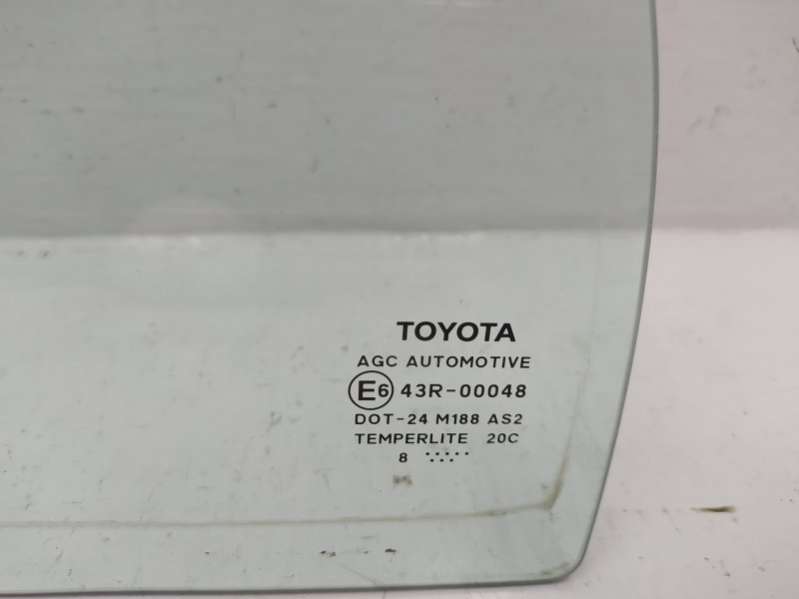 TOYOTA
AGC AUTOMOTIVE
E6 43R-00048
DOT-24 M188 AS2
TEMPERLITE 20C
8